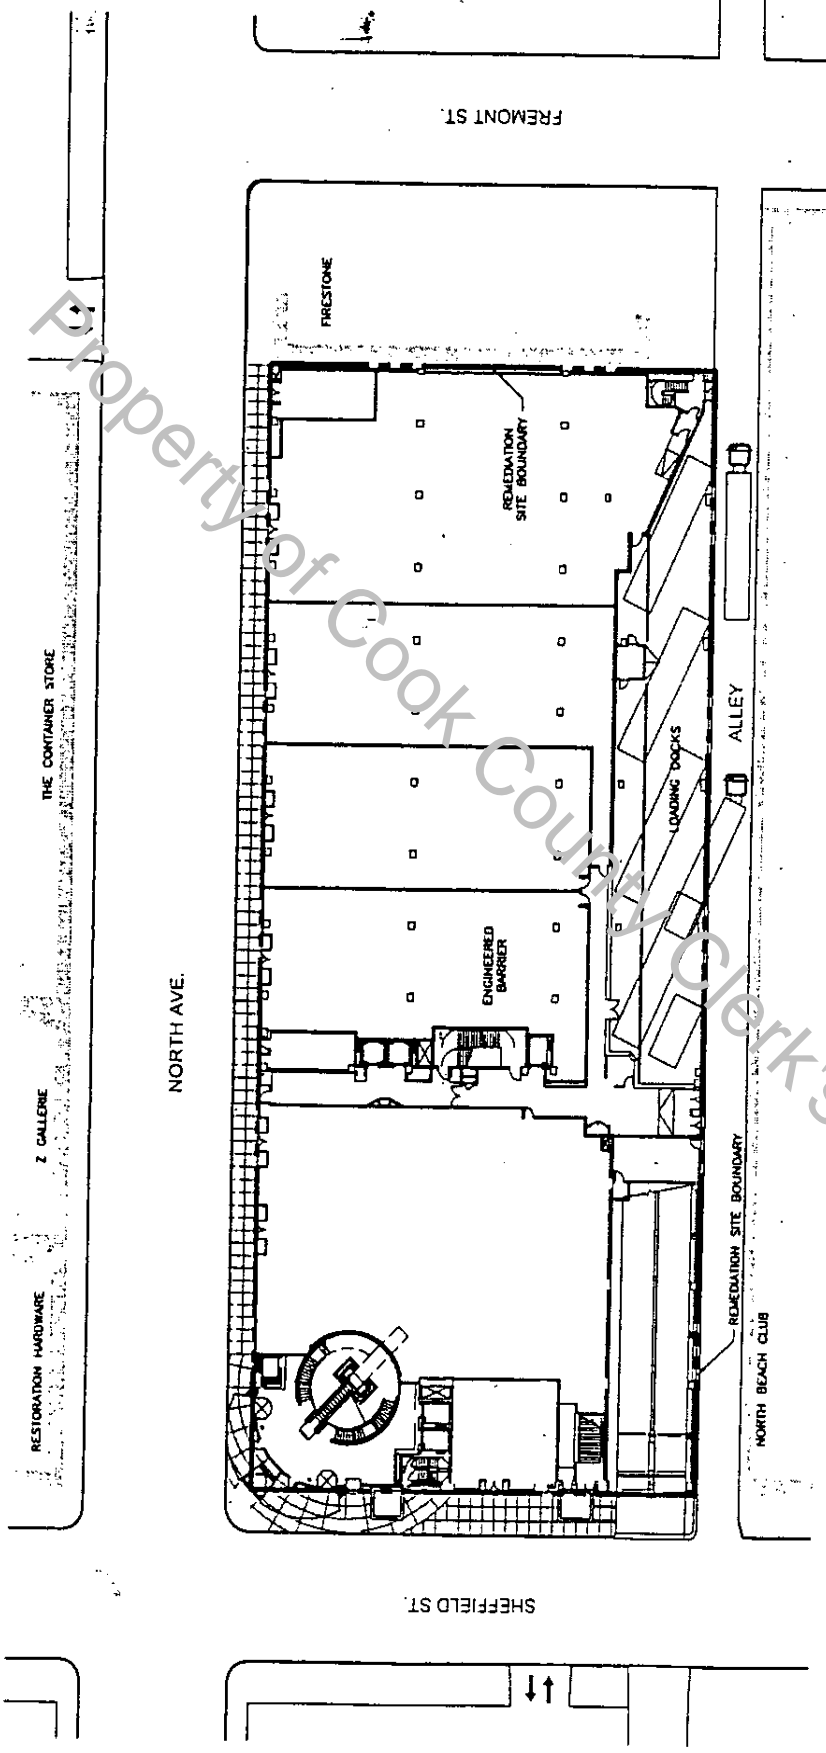 FREMONT ST.
FIRESTONE
REMEDIATION
SITE BOUNDARY
THE CONTAINER STORE
ALLEY
LOADING DOCKS
ENGINEERED
BARRIER
NORTH AVE.
Z GALLERIE
RESTORATION HARDWARE
REMEDIATION SITE BOUNDARY
NORTH BEACH CLUB
SHEFFIELD ST.
Property of Cook County Clerk's